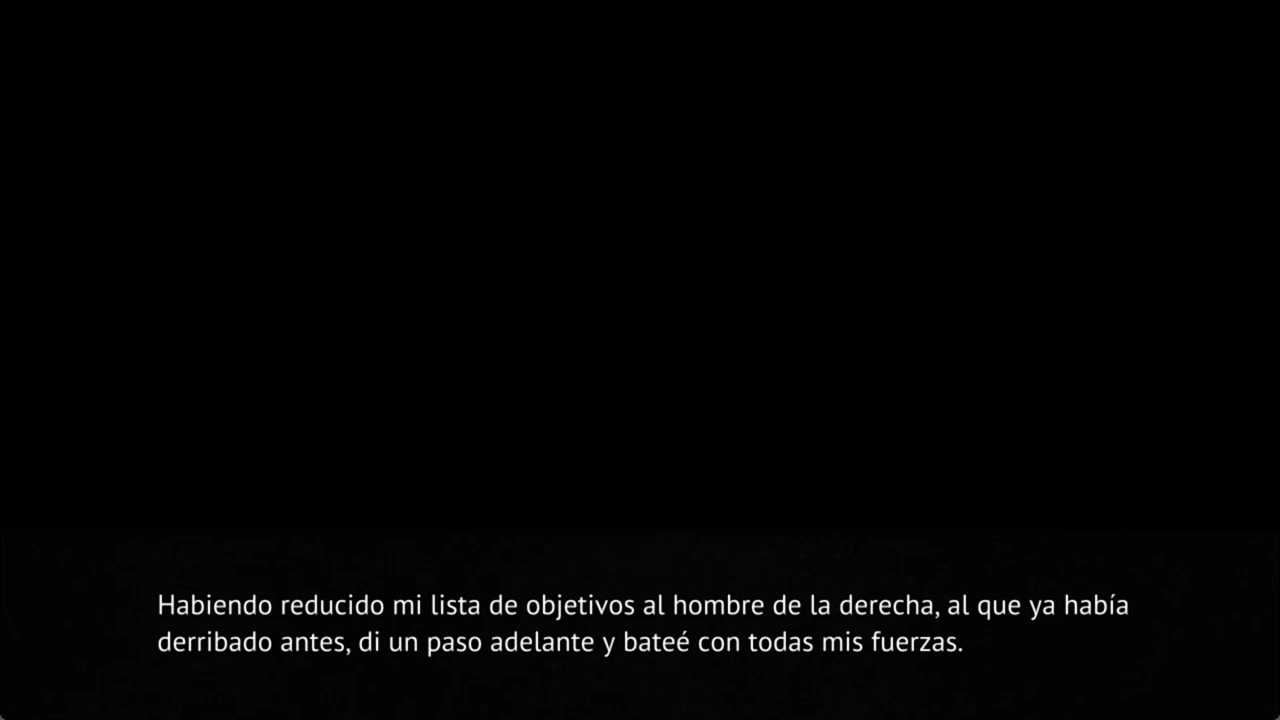 Habiendo reducido mi lista de objetivos al hombre de la derecha, al que ya había
derribado antes, di un paso adelante y bateé con todas mis fuerzas.